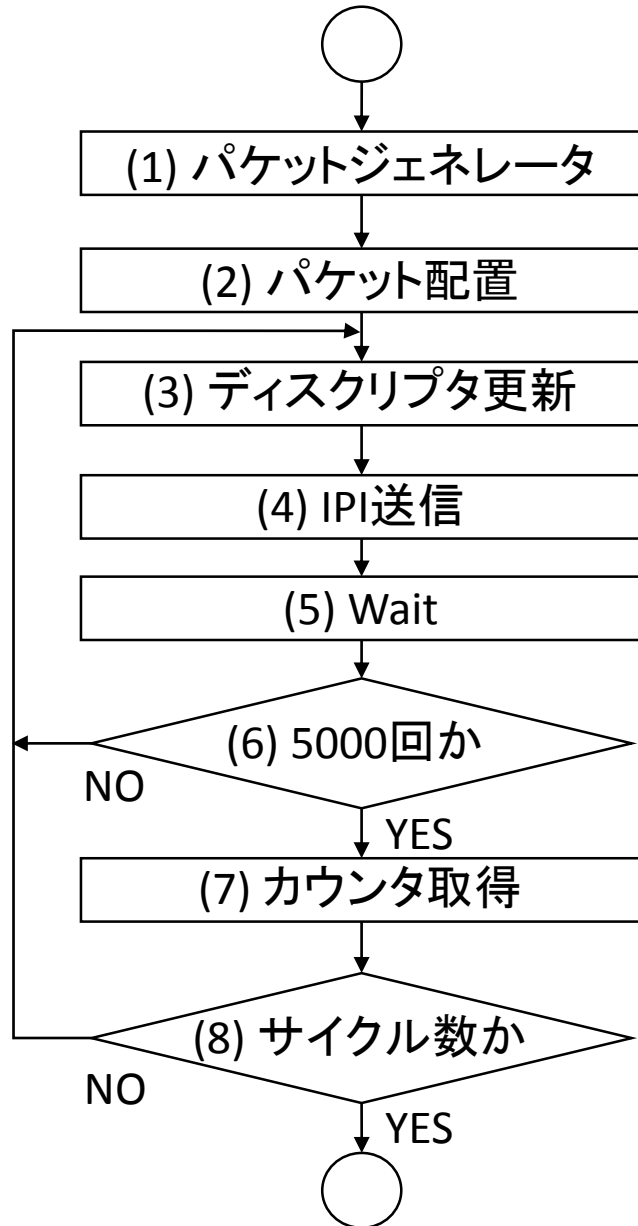 (1) パケットジェネレータ
(2) パケット配置
(3) ディスクリプタ更新
(4) IPI送信
(5) Wait
(6) 5000回か
NO
YES
(7) カウンタ取得
(8) サイクル数か
NO
YES